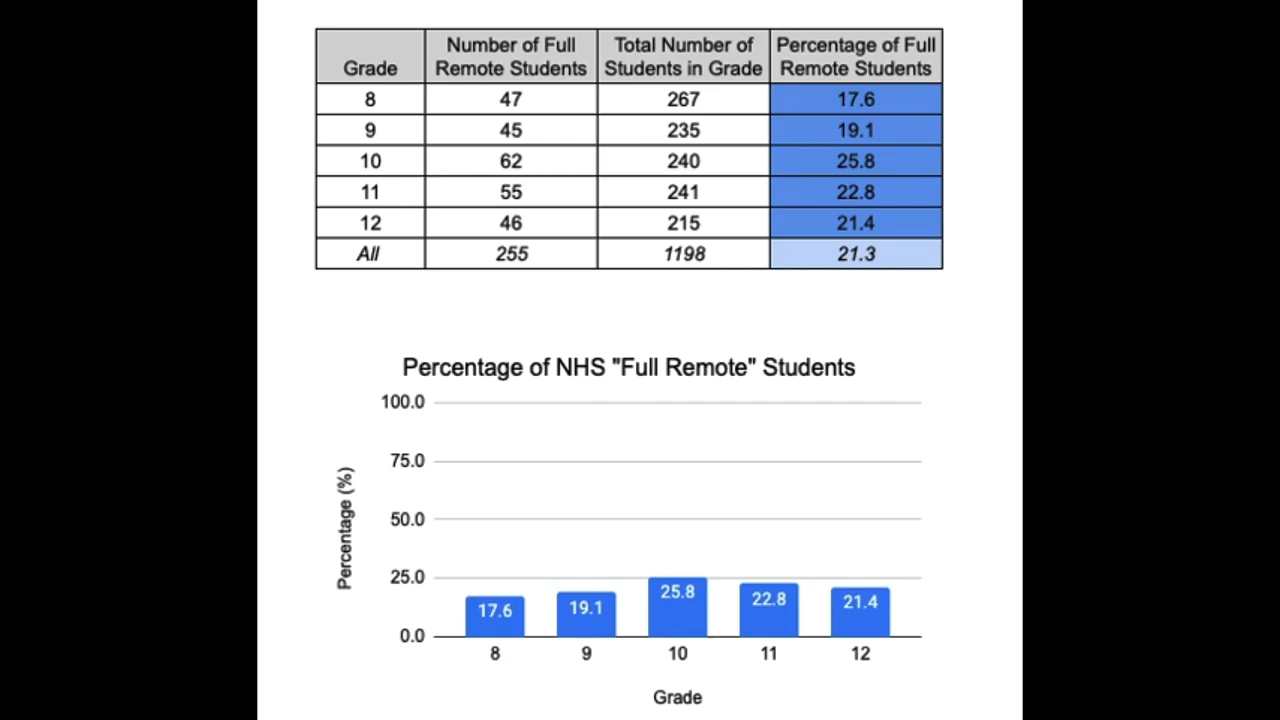 Grade Number of Full Remote Students Total Number of Students in Grade Percentage of Full Remote Students
8 47 267 17.6
9 45 235 19.1
10 62 240 25.8
11 55 241 22.8
12 46 215 21.4
All 255 1198 21.3
Percentage of NHS "Full Remote" Students
100.0
75.0
50.0
25.0
0.0
Percentage (%)
17.6 19.1 25.8 22.8 21.4
8 9 10 11 12
Grade